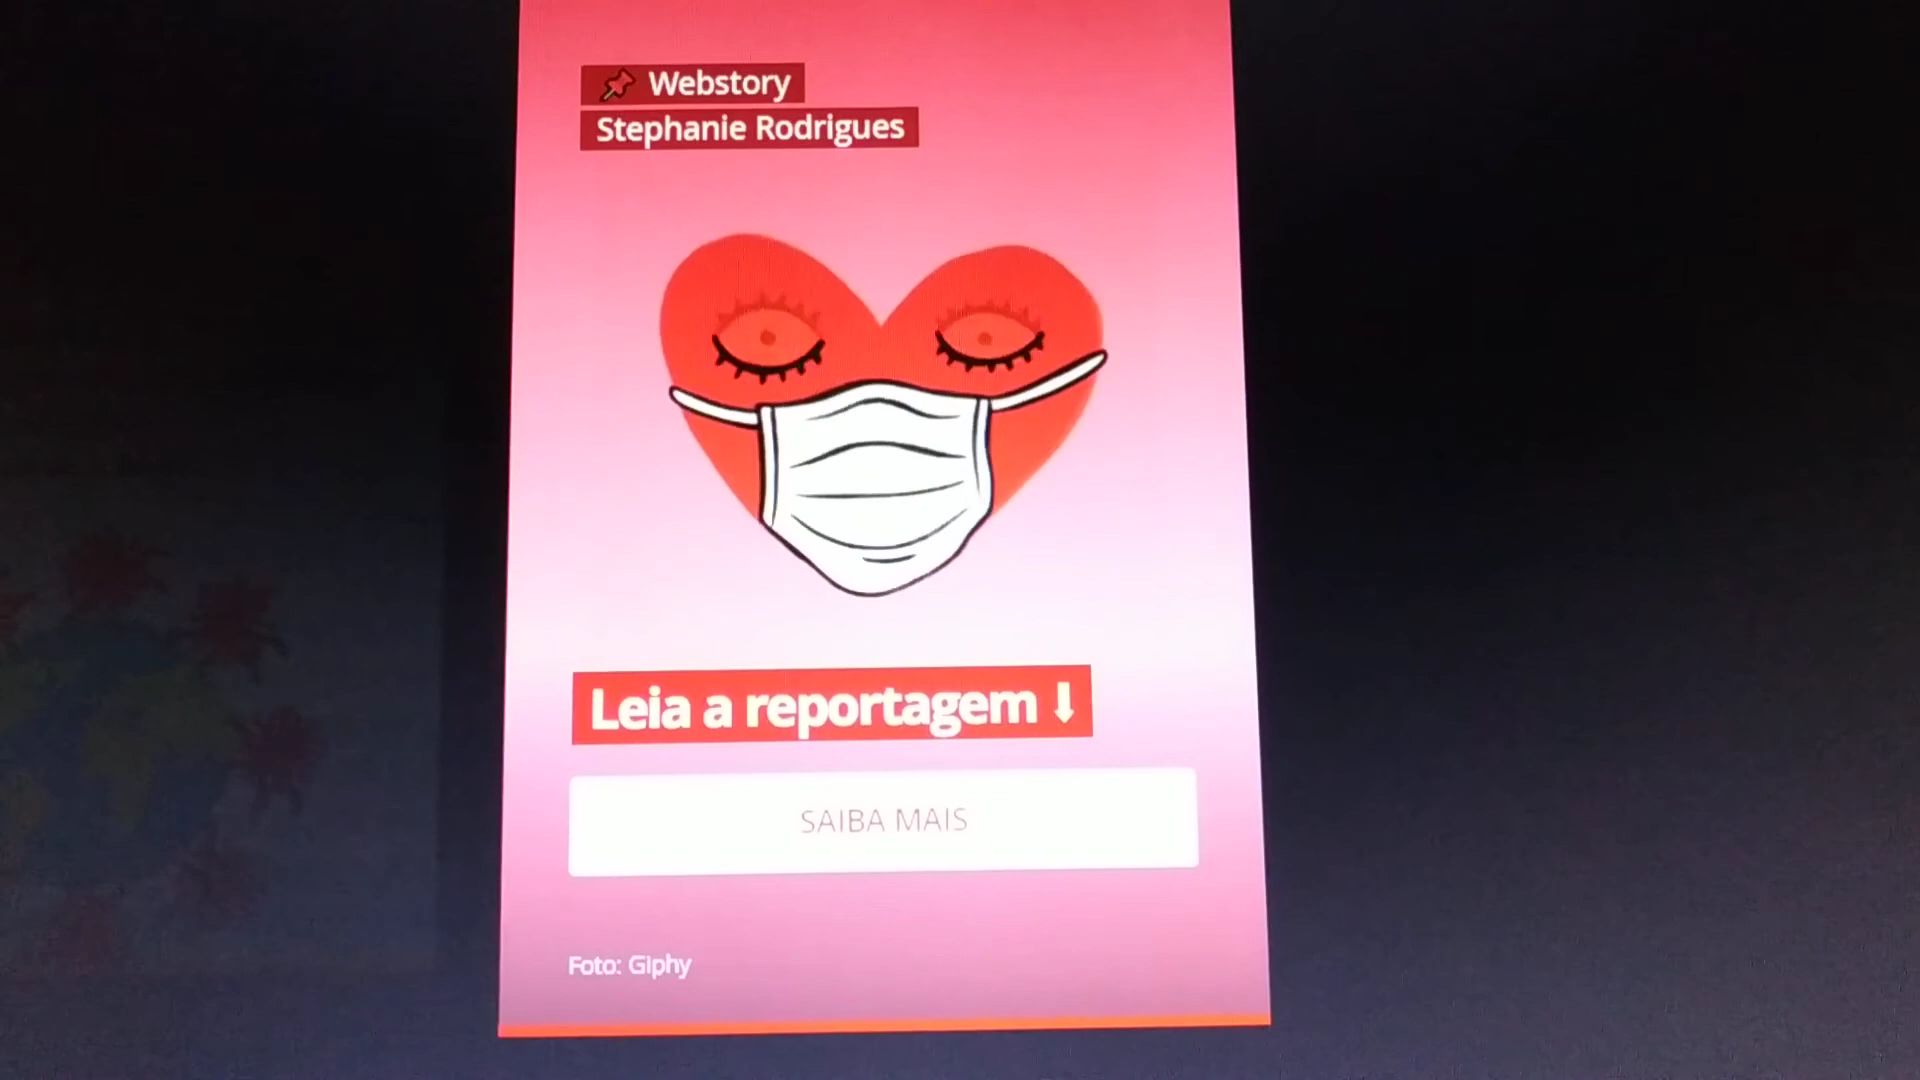 Webstory
Stephanie Rodrigues
Leia a reportagem ⬇
SAIBA MAIS
Foto: Giphy